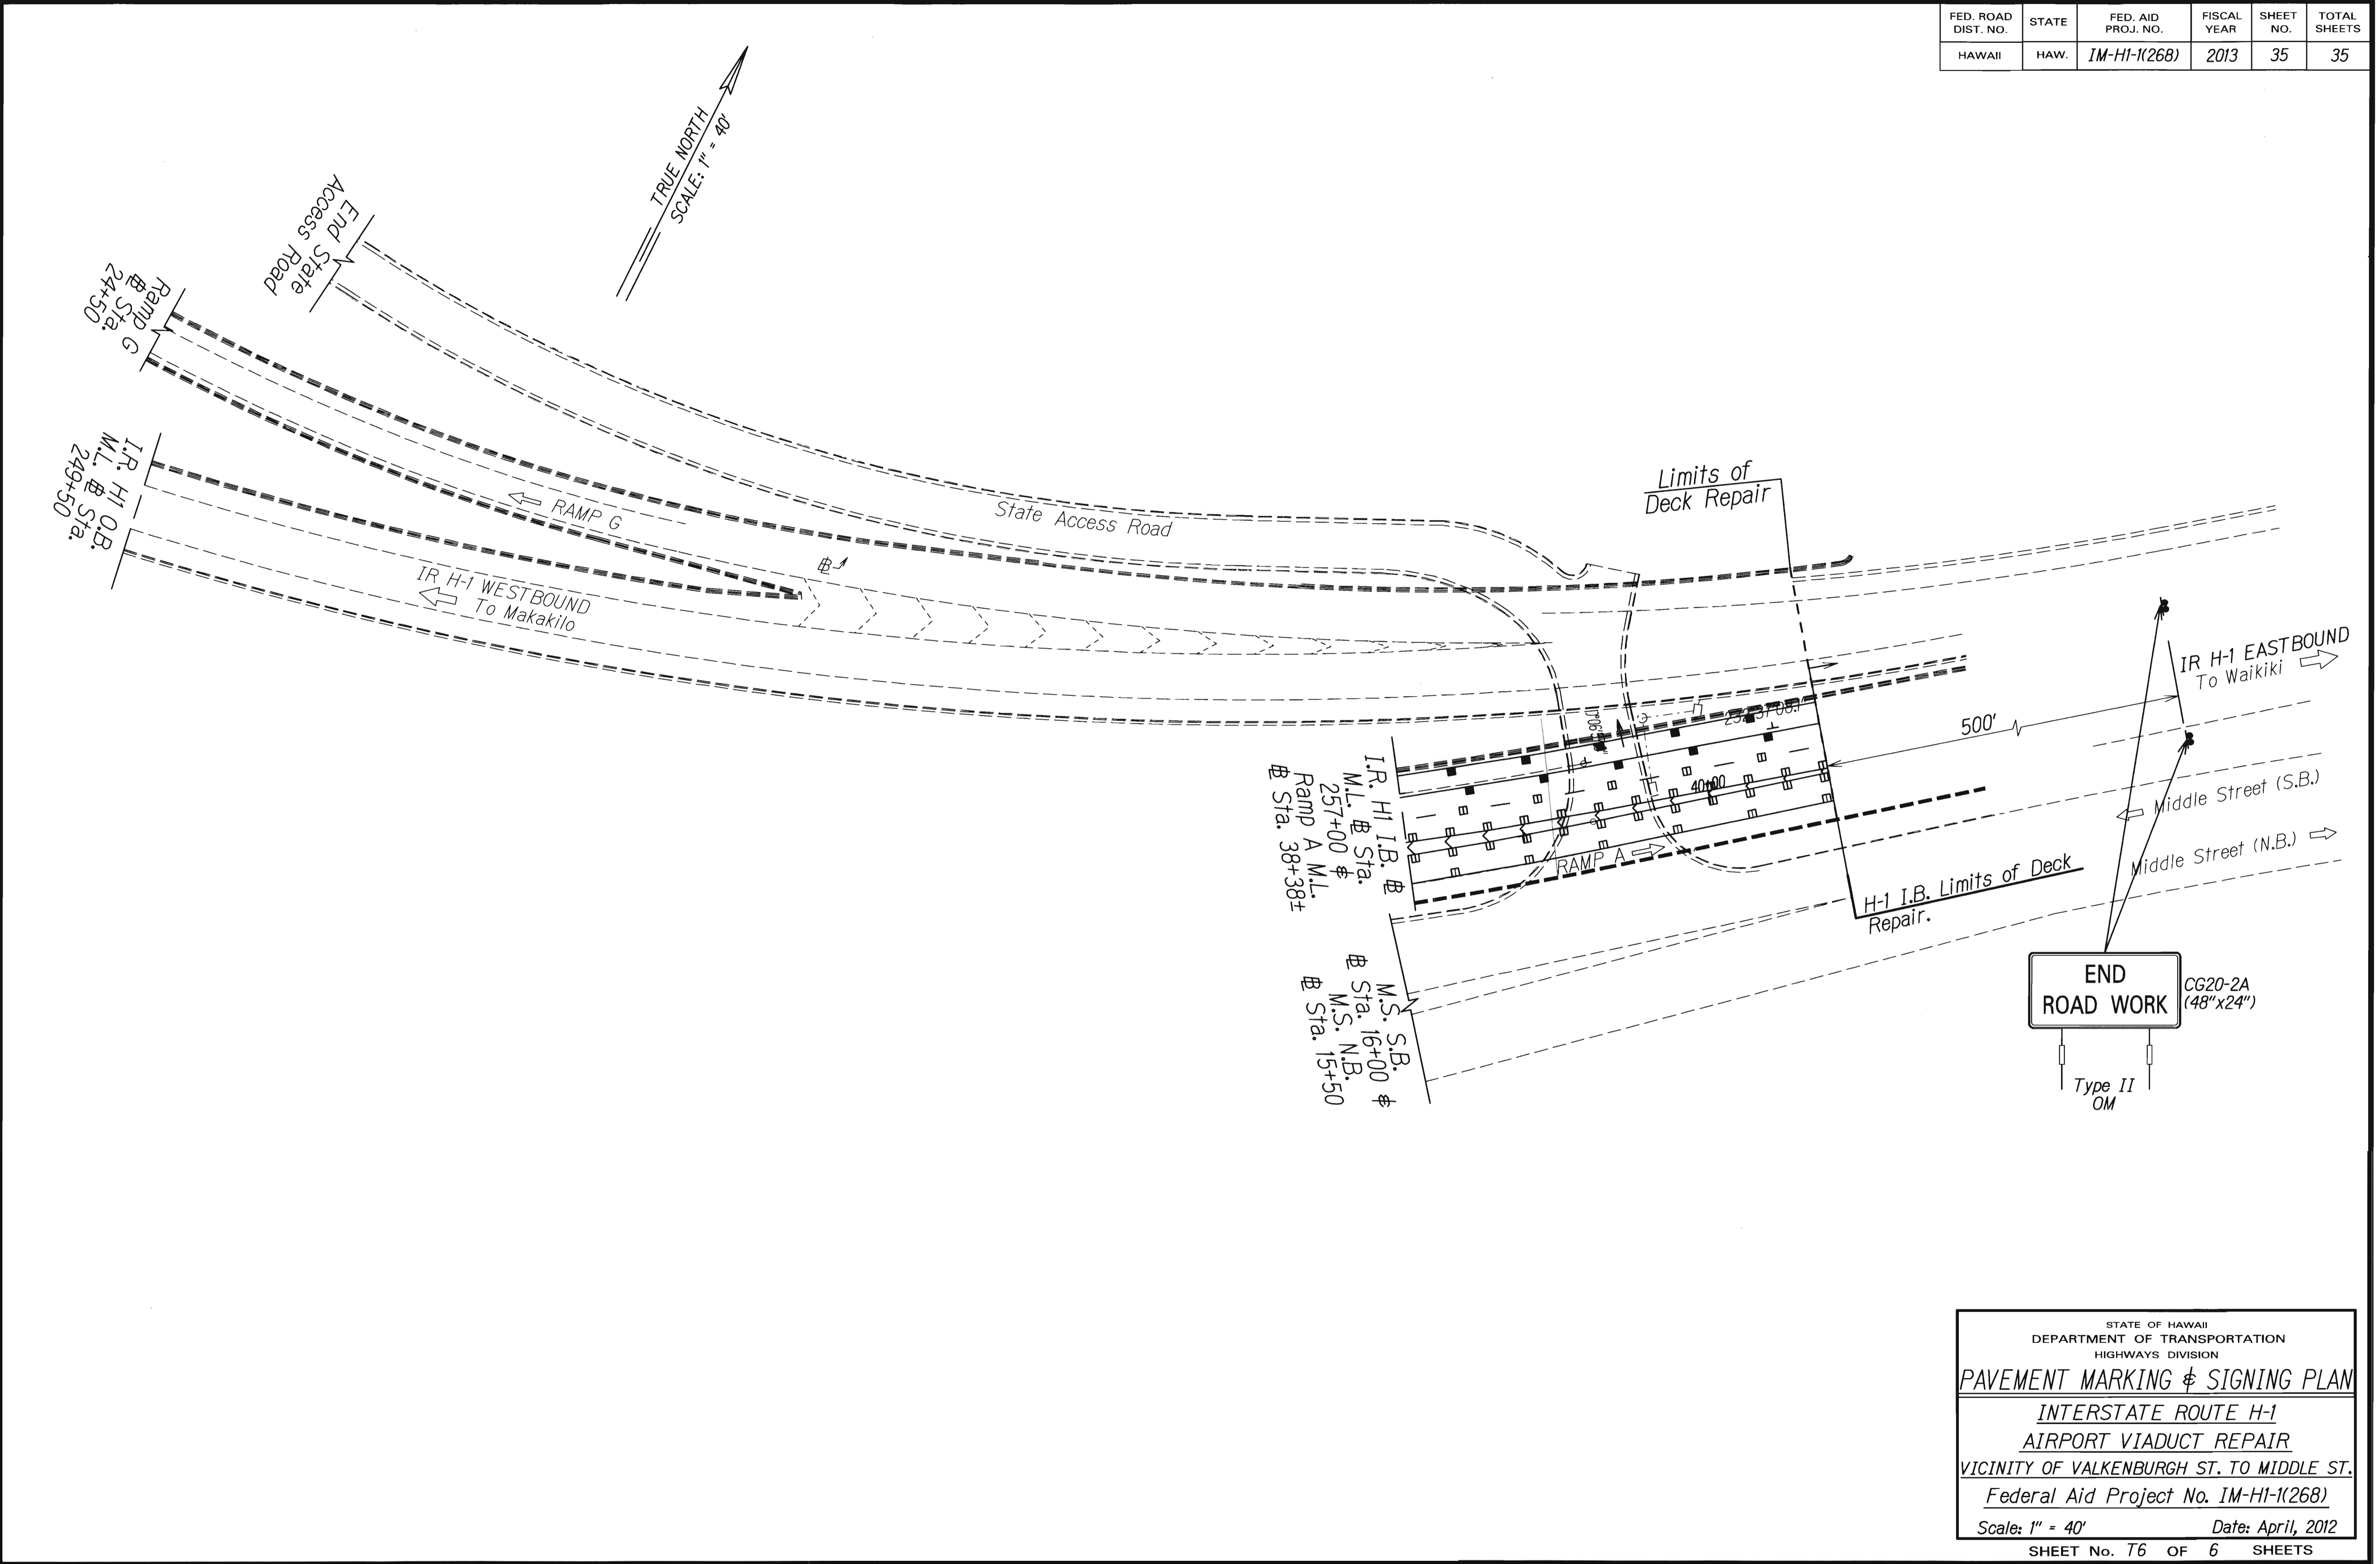 FED. ROAD DIST. NO.
STATE
FED. AID PROJ. NO.
FISCAL YEAR
SHEET NO.
TOTAL SHEETS
HAWAII
HAW.
IM-H1-1(268)
2013
35
35
TRUE NORTH
SCALE: 1" = 40'
End State
Access Road
Ramp G
℄ Sta.
24+50
I.R. H1 O.B.
M.L. ℄ Sta.
249+50
RAMP G
State Access Road
IR H-1 WESTBOUND
To Makakilo
℄
Limits of
Deck Repair
IR H-1 EASTBOUND
To Waikiki
500'
Middle Street (S.B.)
Middle Street (N.B.)
40+00
RAMP A
I.R. H1 I.B. ℄
M.L. ℄ Sta.
257+00 &
Ramp A M.L.
℄ Sta. 38+38±
H-1 I.B. Limits of Deck
Repair.
M.S. S.B.
℄ Sta. 16+00 &
M.S. N.B.
℄ Sta. 15+50
END
ROAD WORK
CG20-2A
(48"x24")
Type II
OM
STATE OF HAWAII
DEPARTMENT OF TRANSPORTATION
HIGHWAYS DIVISION
PAVEMENT MARKING & SIGNING PLAN
INTERSTATE ROUTE H-1
AIRPORT VIADUCT REPAIR
VICINITY OF VALKENBURGH ST. TO MIDDLE ST.
Federal Aid Project No. IM-H1-1(268)
Scale: 1" = 40' Date: April, 2012
SHEET No. T6 OF 6 SHEETS